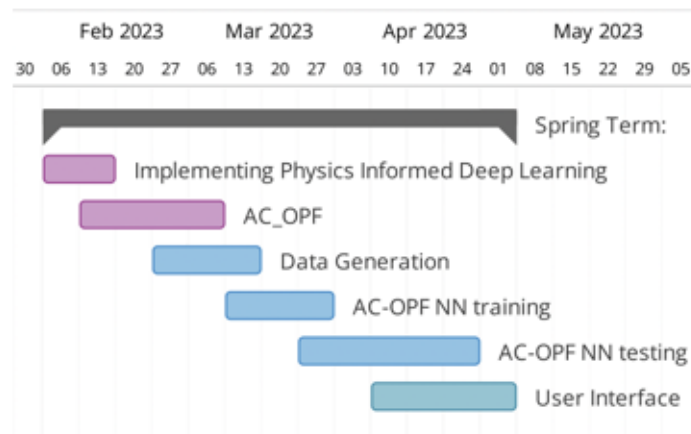 Feb 2023 Mar 2023 Apr 2023 May 2023
30 06 13 20 27 06 13 20 27 03 10 17 24 01 08 15 22 29 05
Spring Term:
Implementing Physics Informed Deep Learning
AC_OPF
Data Generation
AC-OPF NN training
AC-OPF NN testing
User Interface